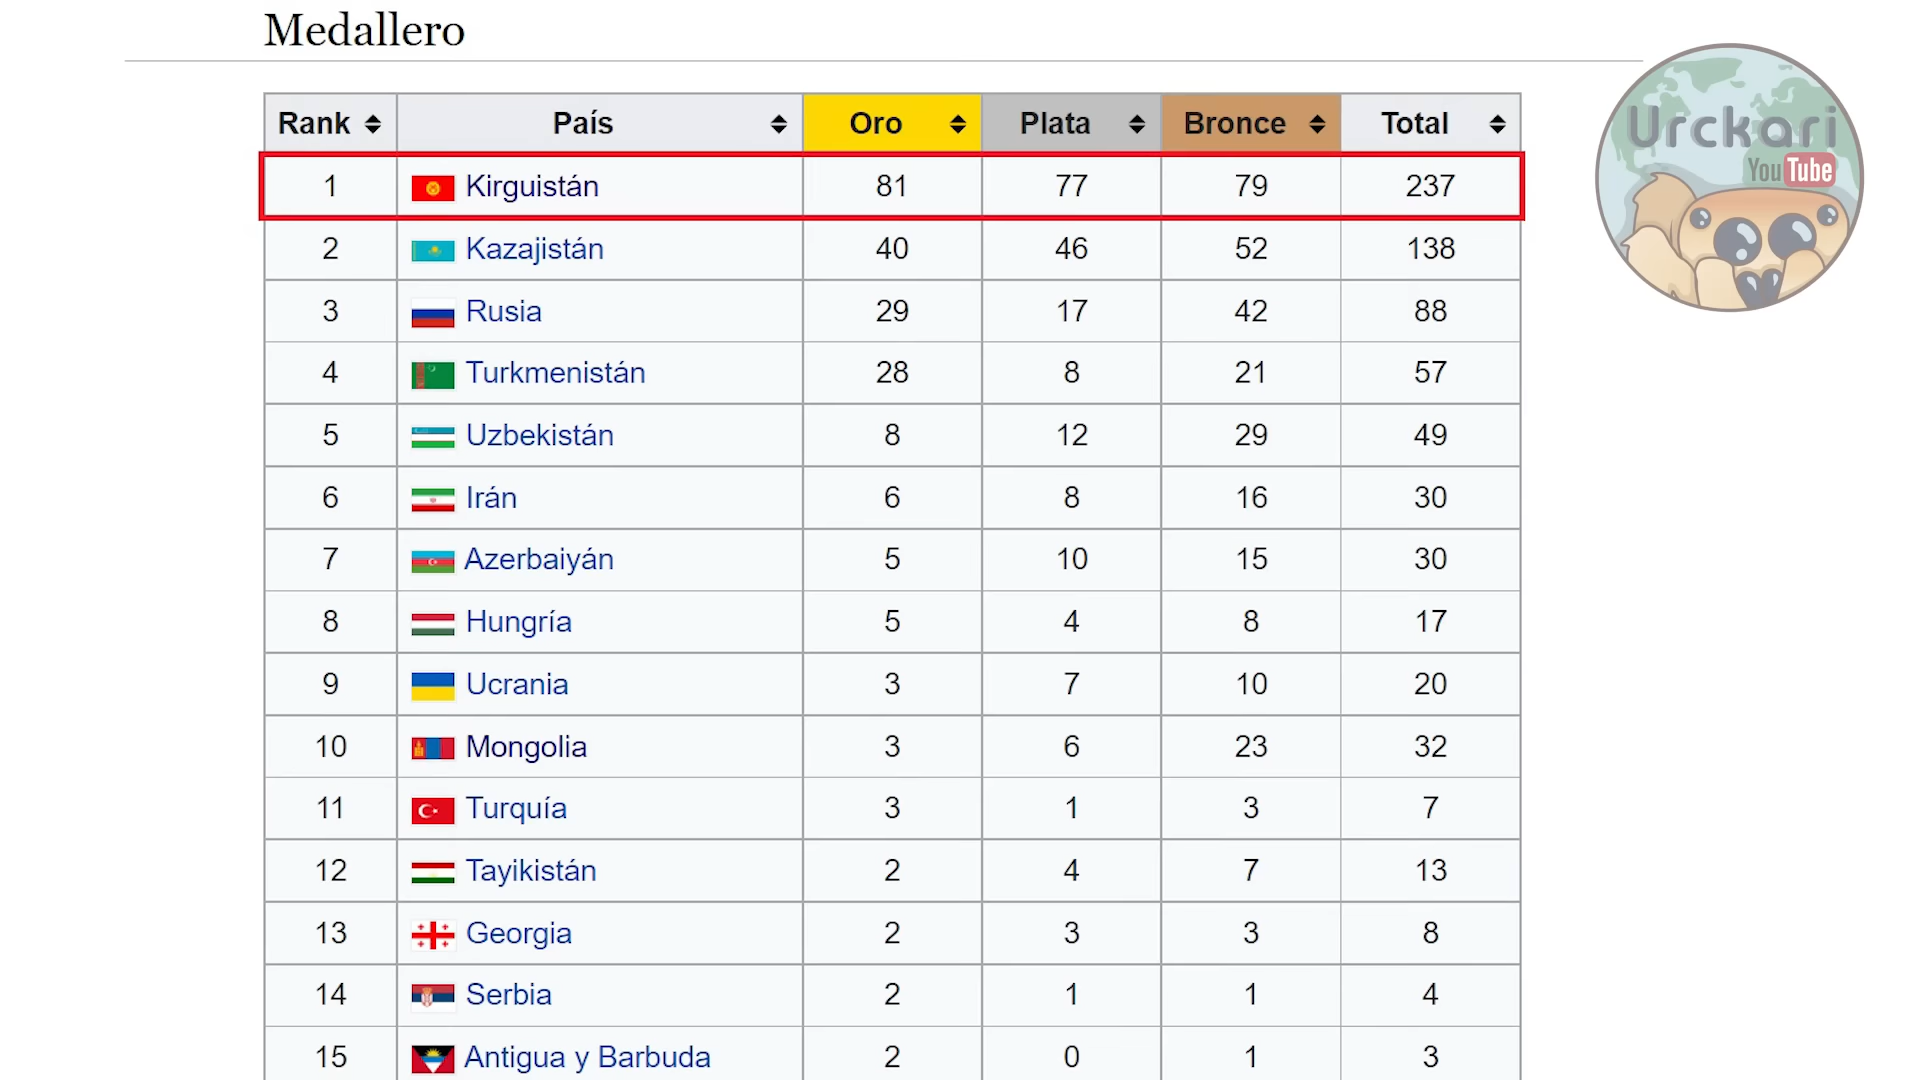 Medallero
Rank País Oro Plata Bronce Total
1 Kirguistán 81 77 79 237
2 Kazajistán 40 46 52 138
3 Rusia 29 17 42 88
4 Turkmenistán 28 8 21 57
5 Uzbekistán 8 12 29 49
6 Irán 6 8 16 30
7 Azerbaiyán 5 10 15 30
8 Hungría 5 4 8 17
9 Ucrania 3 7 10 20
10 Mongolia 3 6 23 32
11 Turquía 3 1 3 7
12 Tayikistán 2 4 7 13
13 Georgia 2 3 3 8
14 Serbia 2 1 1 4
15 Antigua y Barbuda 2 0 1 3
Urckari
YouTube